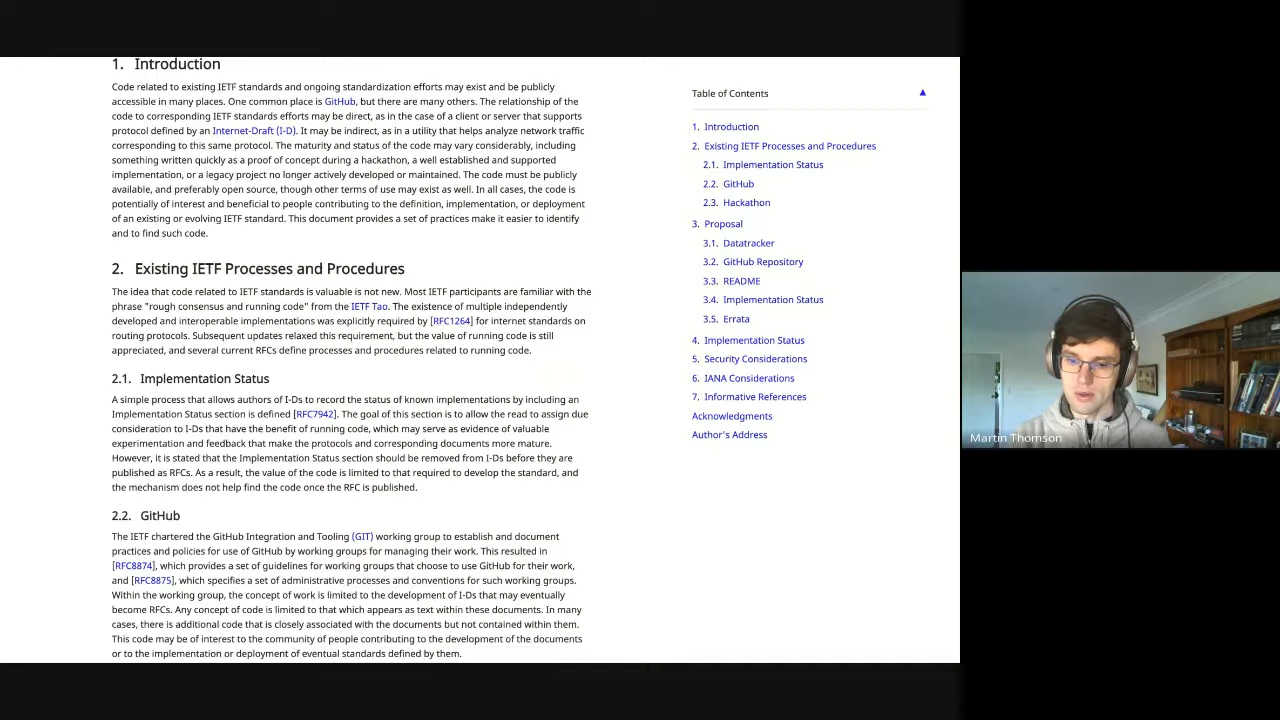 1. Introduction
Code related to existing IETF standards and ongoing standardization efforts may exist and be publicly
accessible in many places. One common place is GitHub, but there are many others. The relationship of the
code to corresponding IETF standards efforts may be direct, as in the case of a client or server that supports
protocol defined by an Internet-Draft (I-D). It may be indirect, as in a utility that helps analyze network traffic
corresponding to this same protocol. The maturity and status of the code may vary considerably, including
something written quickly as a proof of concept during a hackathon, a well established and supported
implementation, or a legacy project no longer actively developed or maintained. The code must be publicly
available, and preferably open source, though other terms of use may exist as well. In all cases, the code is
potentially of interest and beneficial to people contributing to the definition, implementation, or deployment
of an existing or evolving IETF standard. This document provides a set of practices make it easier to identify
and to find such code.
2. Existing IETF Processes and Procedures
The idea that code related to IETF standards is valuable is not new. Most IETF participants are familiar with the
phrase "rough consensus and running code" from the IETF Tao. The existence of multiple independently
developed and interoperable implementations was explicitly required by [RFC1264] for internet standards on
routing protocols. Subsequent updates relaxed this requirement, but the value of running code is still
appreciated, and several current RFCs define processes and procedures related to running code.
2.1. Implementation Status
A simple process that allows authors of I-Ds to record the status of known implementations by including an
Implementation Status section is defined [RFC7942]. The goal of this section is to allow the read to assign due
consideration to I-Ds that have the benefit of running code, which may serve as evidence of valuable
experimentation and feedback that make the protocols and corresponding documents more mature.
However, it is stated that the Implementation Status section should be removed from I-Ds before they are
published as RFCs. As a result, the value of the code is limited to that required to develop the standard, and
the mechanism does not help find the code once the RFC is published.
2.2. GitHub
The IETF chartered the GitHub Integration and Tooling (GIT) working group to establish and document
practices and policies for use of GitHub by working groups for managing their work. This resulted in
[RFC8874], which provides a set of guidelines for working groups that choose to use GitHub for their work,
and [RFC8875], which specifies a set of administrative processes and conventions for such working groups.
Within the working group, the concept of work is limited to the development of I-Ds that may eventually
become RFCs. Any concept of code is limited to that which appears as text within these documents. In many
cases, there is additional code that is closely associated with the documents but not contained within them.
This code may be of interest to the community of people contributing to the development of the documents
or to the implementation or deployment of eventual standards defined by them.
Table of Contents ▲
1. Introduction
2. Existing IETF Processes and Procedures
2.1. Implementation Status
2.2. GitHub
2.3. Hackathon
3. Proposal
3.1. Datatracker
3.2. GitHub Repository
3.3. README
3.4. Implementation Status
3.5. Errata
4. Implementation Status
5. Security Considerations
6. IANA Considerations
7. Informative References
Acknowledgments
Author's Address
Martin Thomson